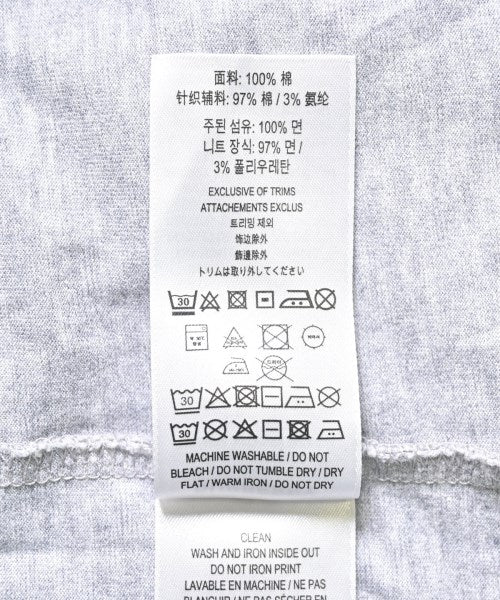 面料: 100% 棉
针织辅料: 97% 棉 / 3% 氨纶
주된 섬유: 100% 면
니트 장식: 97% 면 /
3% 폴리우레탄
EXCLUSIVE OF TRIMS
ATTACHEMENTS EXCLUS
트리밍 제외
饰边除外
飾邊除外
トリムは取り外してください
30
30
30
MACHINE WASHABLE / DO NOT
BLEACH / DO NOT TUMBLE DRY / DRY
FLAT / WARM IRON / DO NOT DRY
CLEAN
WASH AND IRON INSIDE OUT
DO NOT IRON PRINT
LAVABLE EN MACHINE / NE PAS
BLANCHIR / NE PAS SÉCHER EN